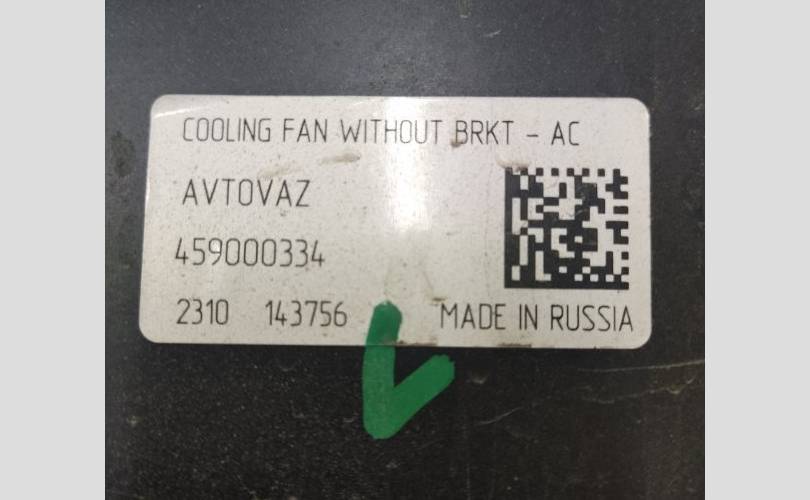 COOLING FAN WITHOUT BRKT - AC
AVTOVAZ
459000334
2310 143756 MADE IN RUSSIA